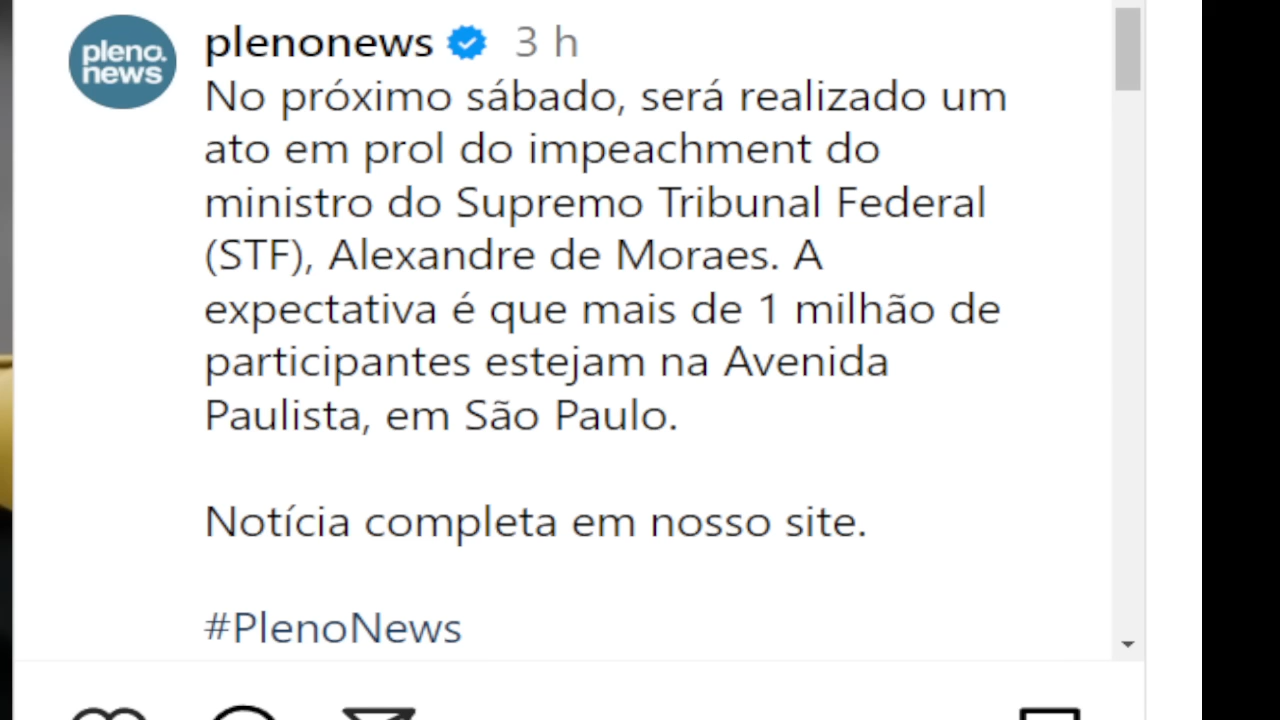 pleno.
news
plenonews 3 h
No próximo sábado, será realizado um
ato em prol do impeachment do
ministro do Supremo Tribunal Federal
(STF), Alexandre de Moraes. A
expectativa é que mais de 1 milhão de
participantes estejam na Avenida
Paulista, em São Paulo.
Notícia completa em nosso site.
#PlenoNews